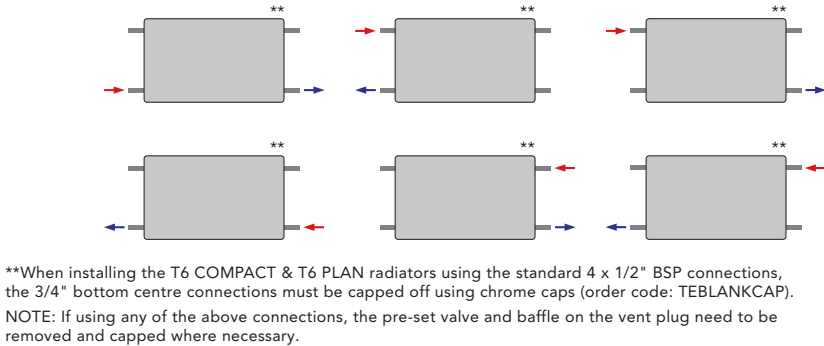 ** ** **
** ** **
**When installing the T6 COMPACT & T6 PLAN radiators using the standard 4 x 1/2" BSP connections,
the 3/4" bottom centre connections must be capped off using chrome caps (order code: TEBLANKCAP).
NOTE: If using any of the above connections, the pre-set valve and baffle on the vent plug need to be
removed and capped where necessary.